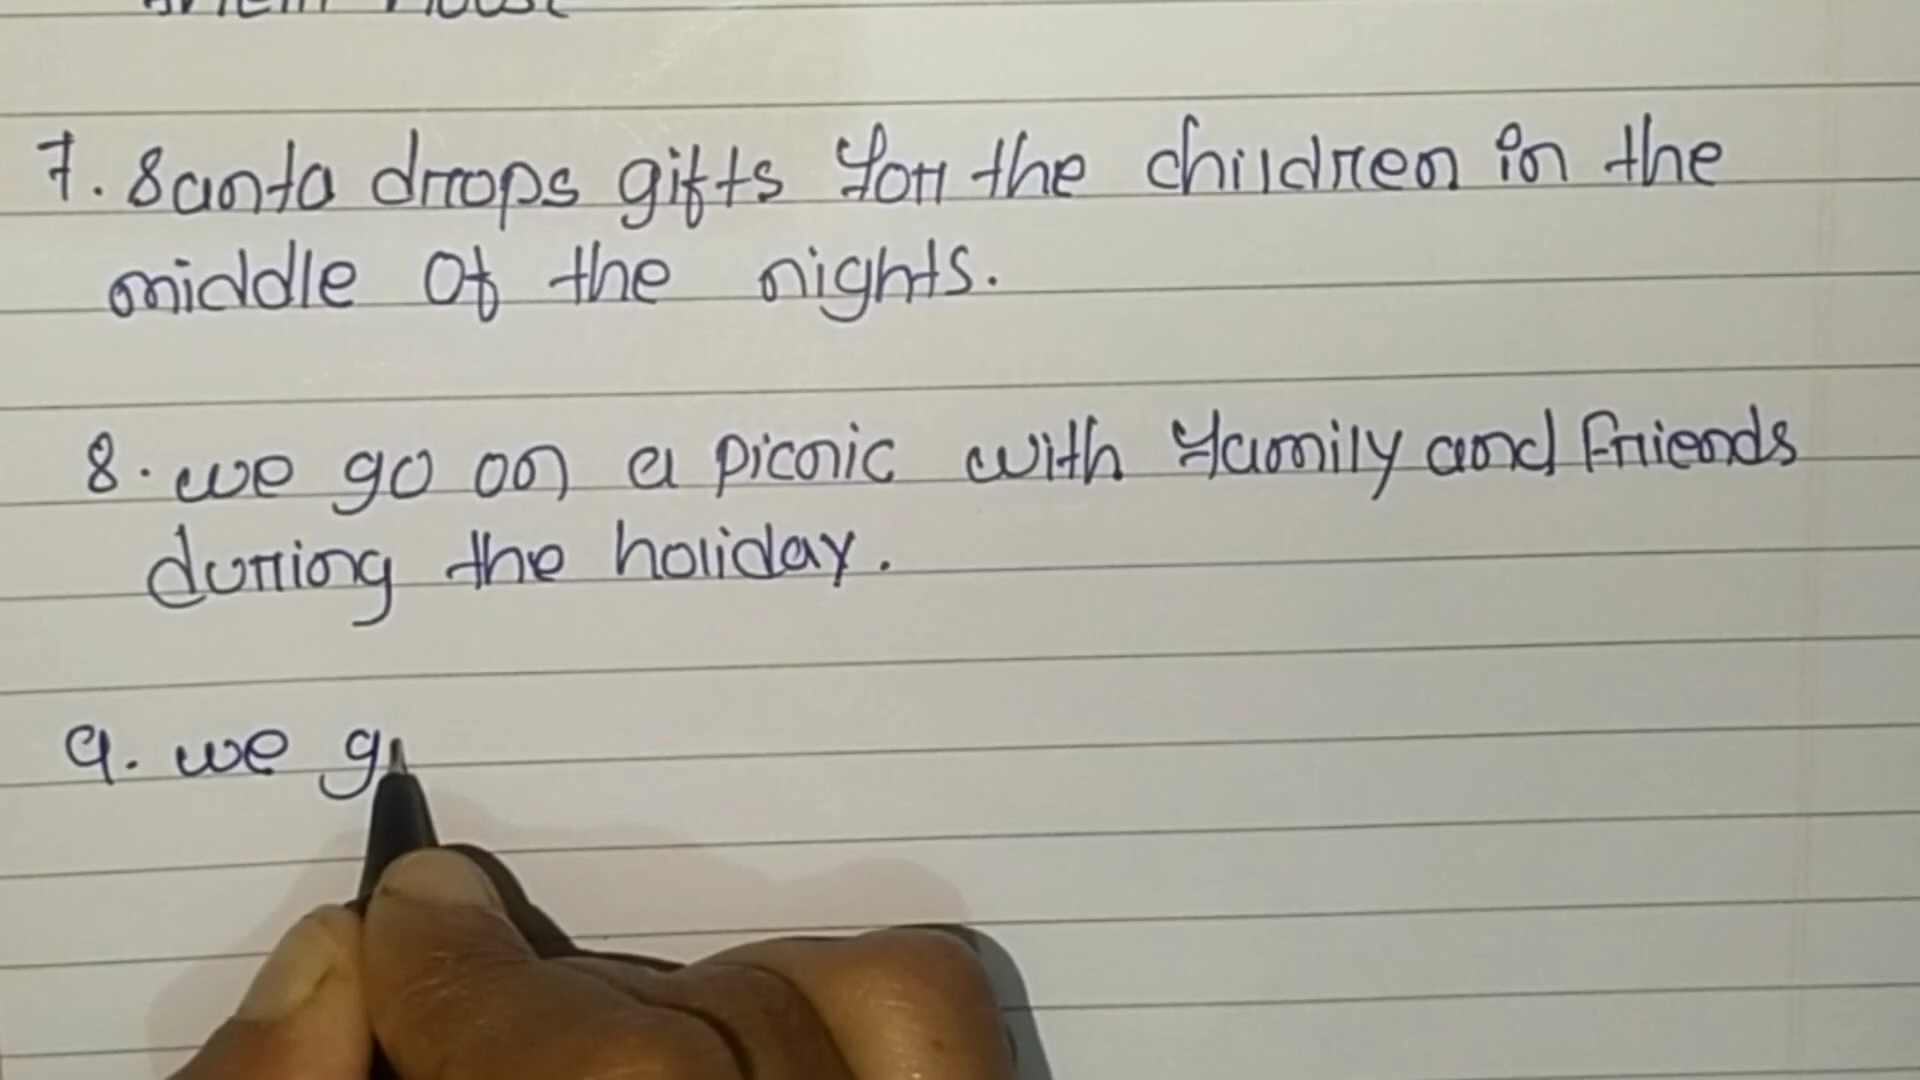 7. Santa drops gifts for the children in the
middle of the nights.
8. we go on a picnic with family and Friends
during the holiday.
9. we g